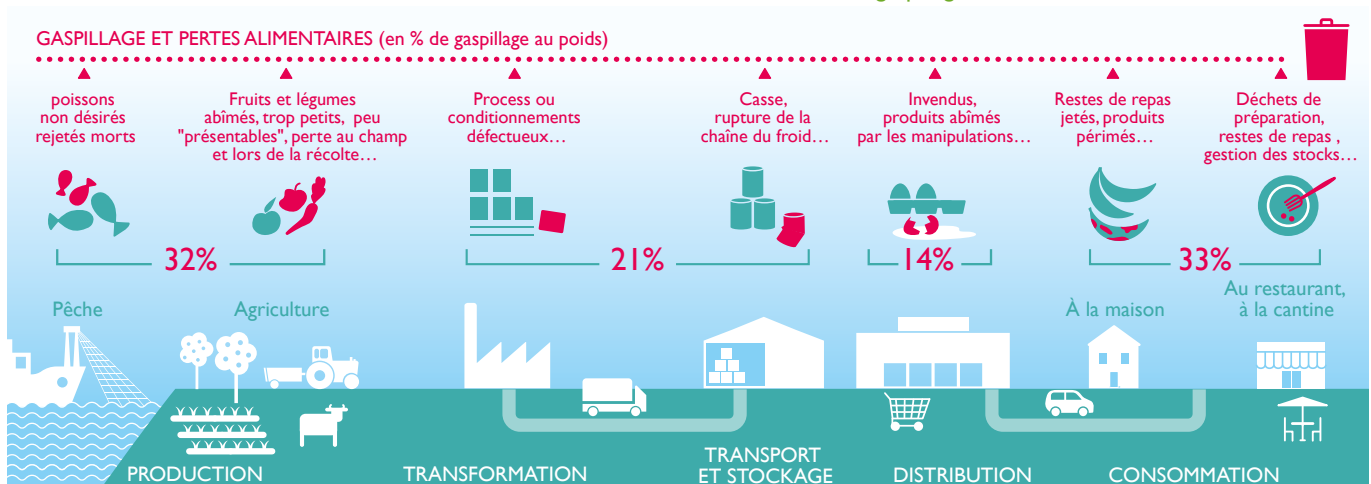 GASPILLAGE ET PERTES ALIMENTAIRES (en % de gaspillage au poids)
poissons
non désirés
rejetés morts
Fruits et légumes
abîmés, trop petits, peu
"présentables", perte au champ
et lors de la récolte…
Process ou
conditionnements
défectueux…
Casse,
rupture de la
chaîne du froid…
Invendus,
produits abîmés
par les manipulations…
Restes de repas
jetés, produits
périmés…
Déchets de
préparation,
restes de repas ,
gestion des stocks…
32%
21%
14%
33%
Pêche
Agriculture
À la maison
Au restaurant,
à la cantine
PRODUCTION
TRANSFORMATION
TRANSPORT
ET STOCKAGE
DISTRIBUTION
CONSOMMATION